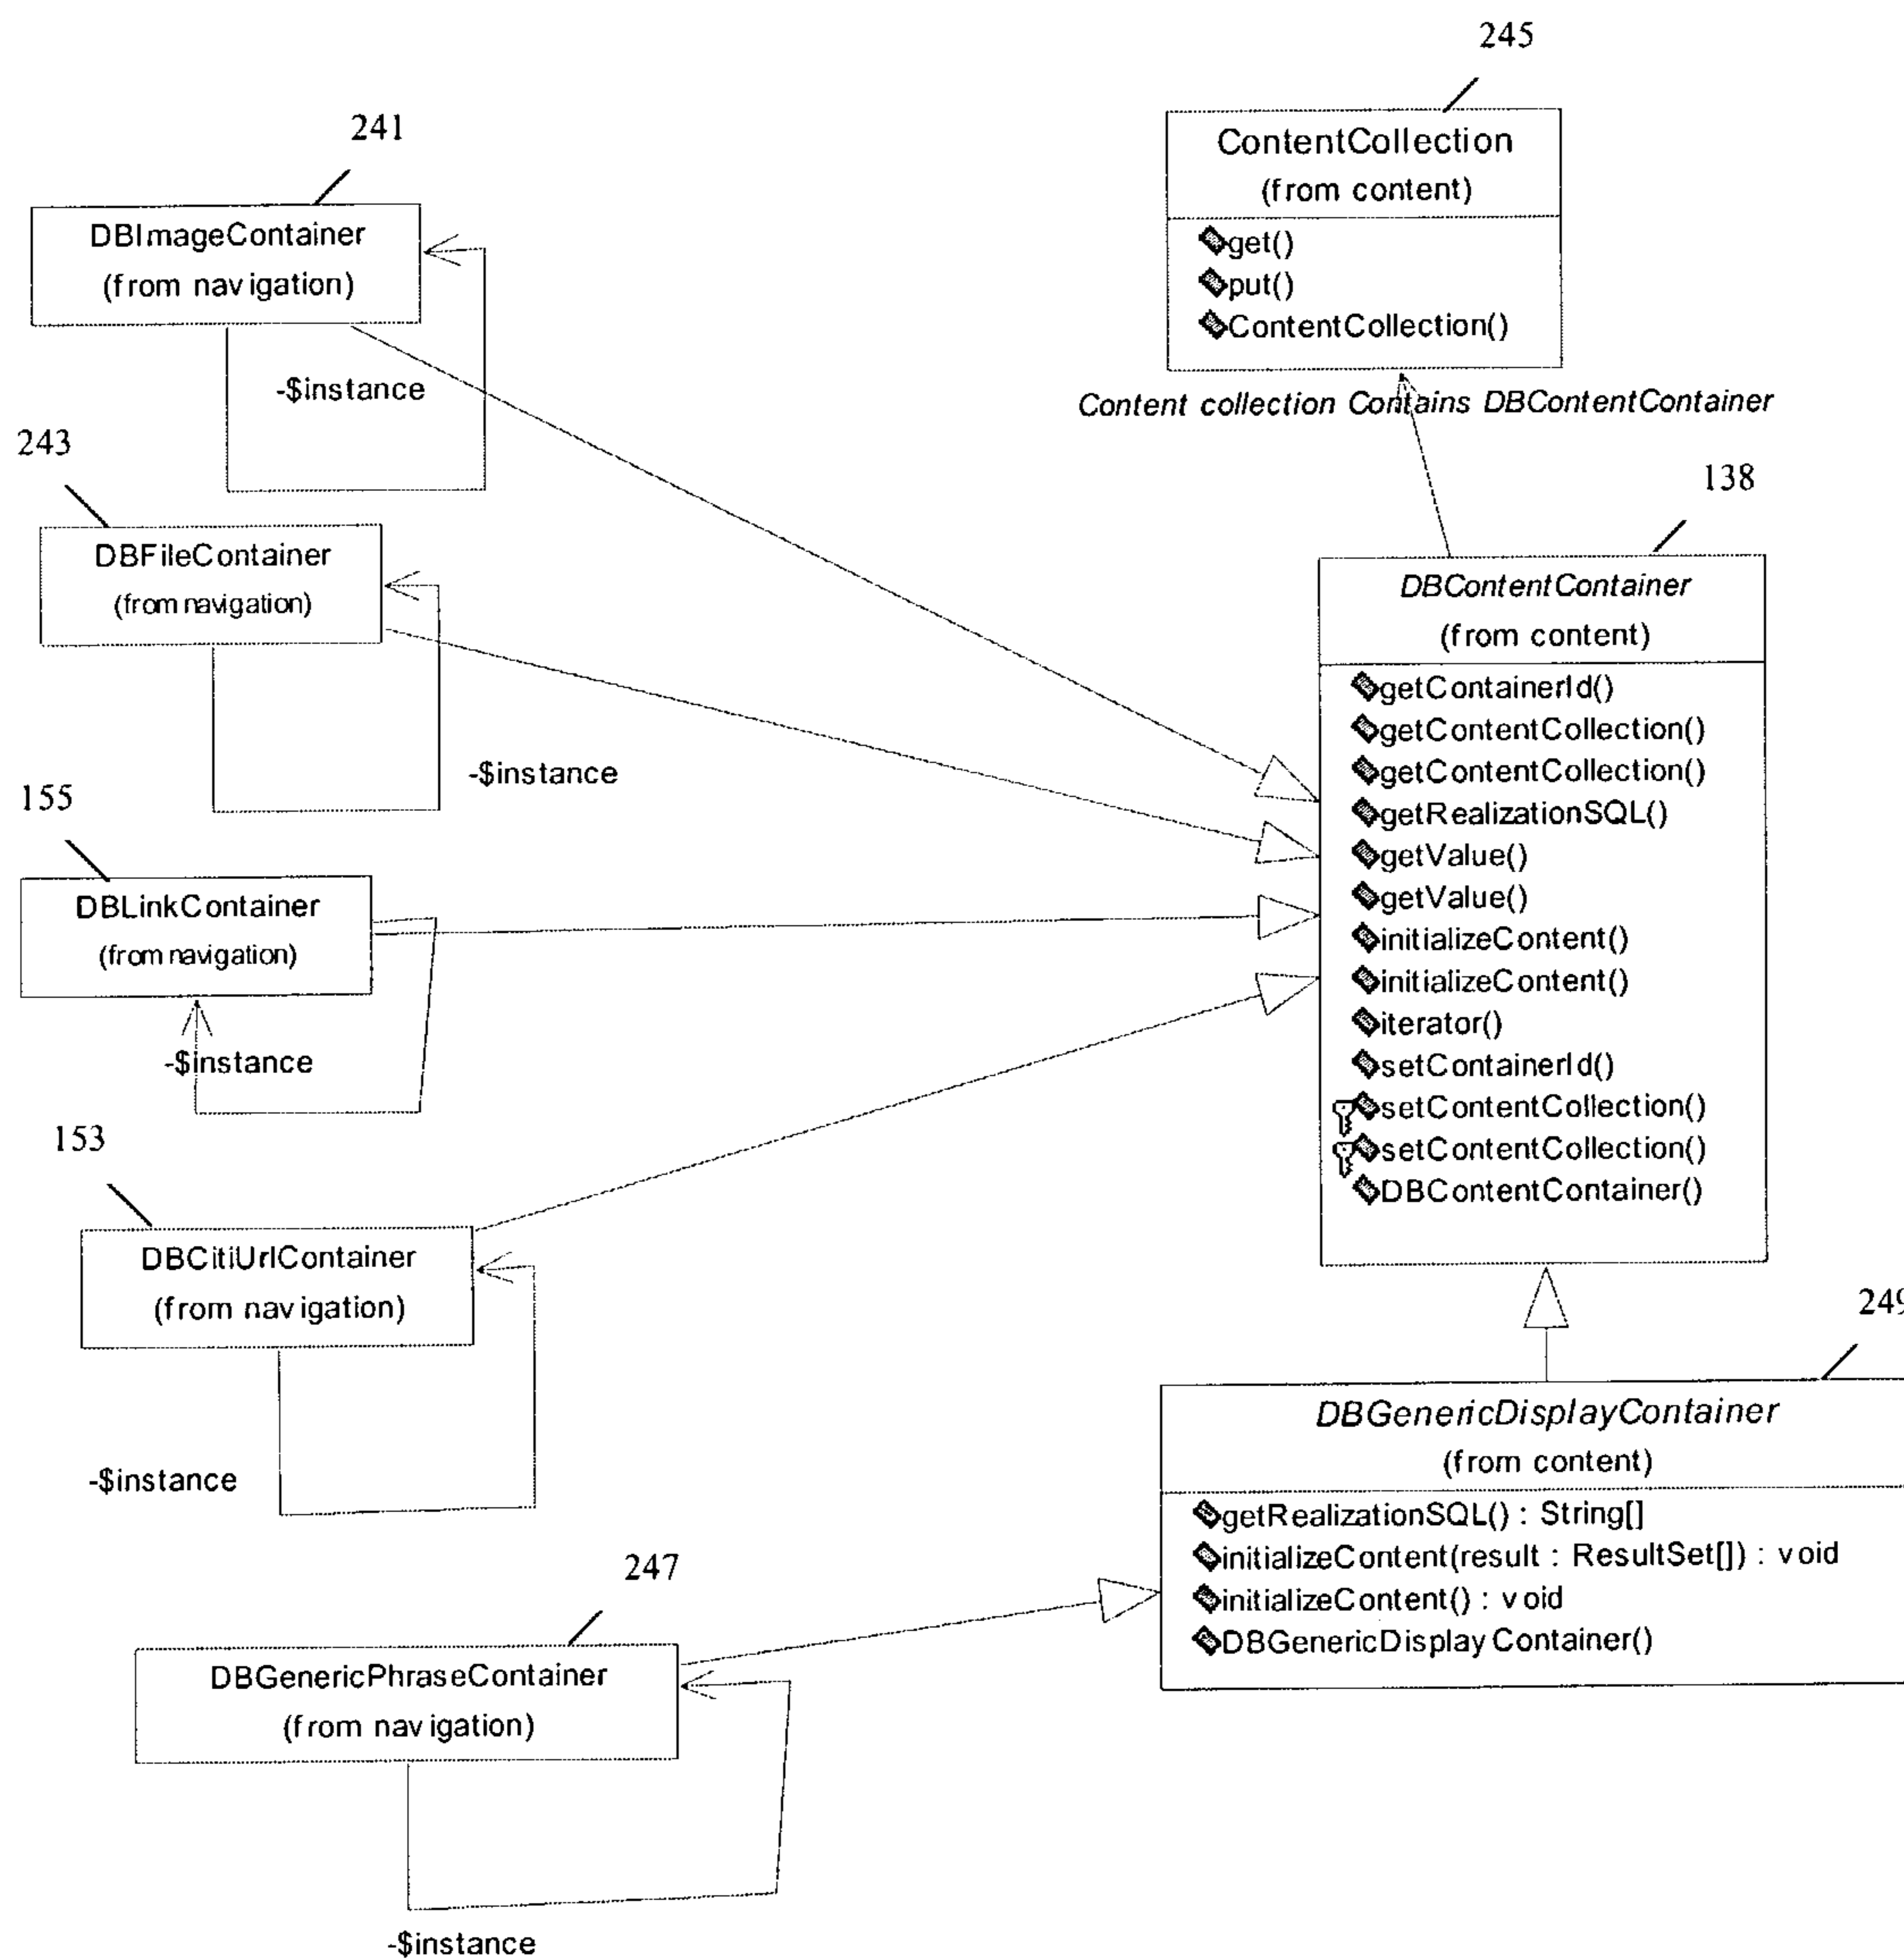 245
ContentCollection
(from content)
get()
put()
ContentCollection()
Content collection Contains DBContentContainer
241
DBImageContainer
(from navigation)
-$instance
243
DBFileContainer
(from navigation)
-$instance
155
DBLinkContainer
(from navigation)
-$instance
153
DBCitiUrlContainer
(from navigation)
-$instance
247
DBGenericPhraseContainer
(from navigation)
-$instance
138
DBContentContainer
(from content)
getContainerId()
getContentCollection()
getContentCollection()
getRealizationSQL()
getValue()
getValue()
initializeContent()
initializeContent()
iterator()
setContainerId()
setContentCollection()
setContentCollection()
DBContentContainer()
249
DBGenericDisplayContainer
(from content)
getRealizationSQL() : String[]
initializeContent(result : ResultSet[]) : void
initializeContent() : void
DBGenericDisplayContainer()